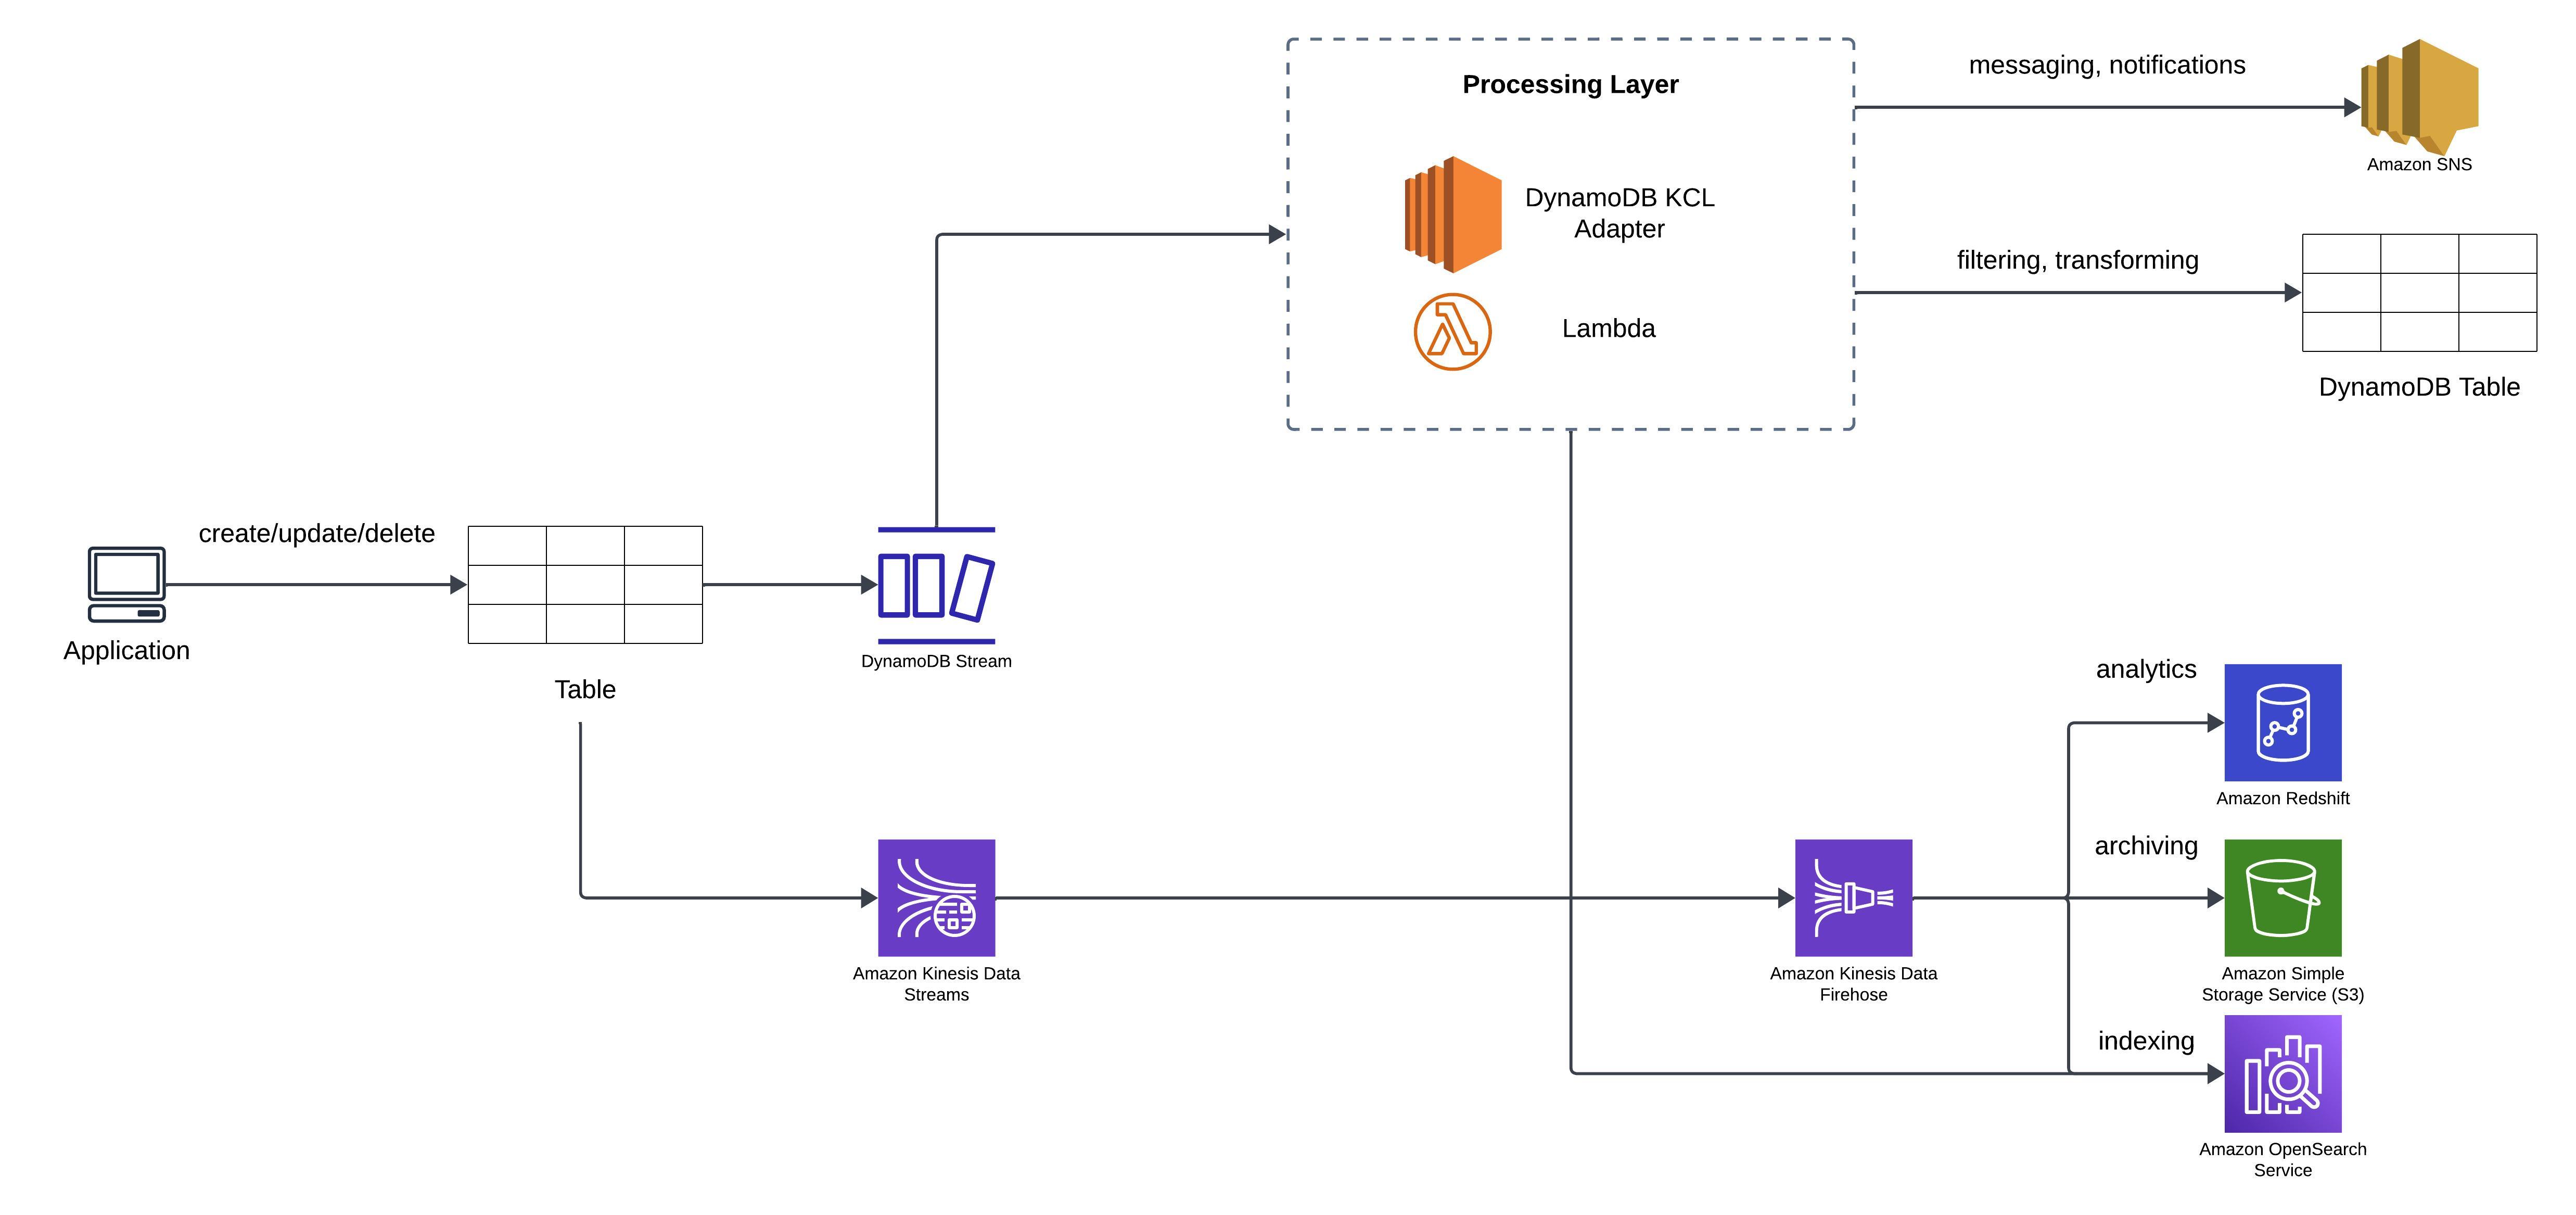 Processing Layer
messaging, notifications
Amazon SNS
DynamoDB KCL
Adapter
filtering, transforming
Lambda
DynamoDB Table
create/update/delete
Application
DynamoDB Stream
Table
analytics
Amazon Redshift
archiving
Amazon Kinesis Data
Streams
Amazon Kinesis Data
Firehose
Amazon Simple
Storage Service (S3)
indexing
Amazon OpenSearch
Service